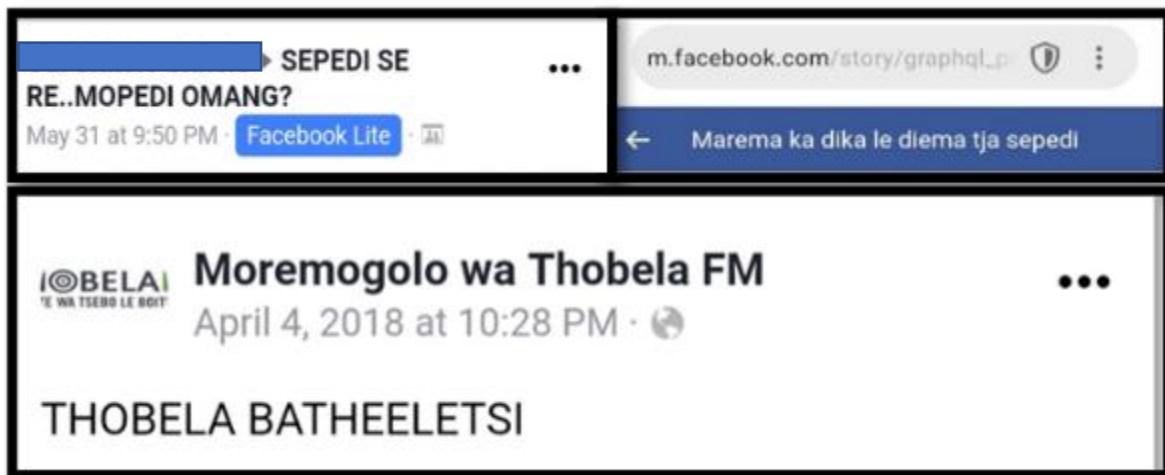 SEPEDI SE
RE..MOPEDI OMANG?
May 31 at 9:50 PM · Facebook Lite ·
m.facebook.com/story/graphql_p
Marema ka dika le diema tja sepedi
Moremogolo wa Thobela FM
April 4, 2018 at 10:28 PM ·
THOBELA BATHEELETSI